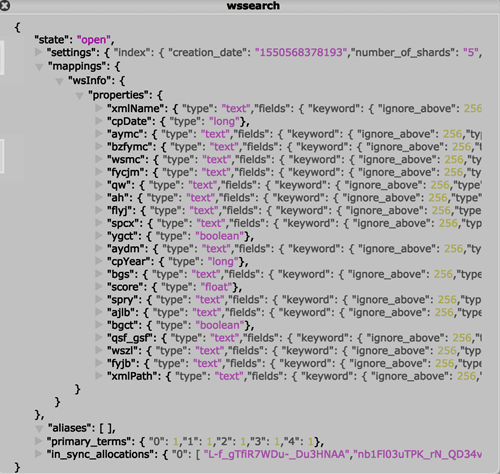 wssearch
{
"state": "open",
"settings": { "index": { "creation_date": "1550568378193","number_of_shards": "5",
"mappings": {
"wsInfo": {
"properties": {
"xmlName": { "type": "text","fields": { "keyword": { "ignore_above": 256
"cpDate": { "type": "long"},
"aymc": { "type": "text","fields": { "keyword": { "ignore_above": 256,"type"
"bzfymc": { "type": "text","fields": { "keyword": { "ignore_above": 256,"ty
"wsmc": { "type": "text","fields": { "keyword": { "ignore_above": 256,"typ
"fycjm": { "type": "text","fields": { "keyword": { "ignore_above": 256,"typ
"qw": { "type": "text","fields": { "keyword": { "ignore_above": 256,"type":
"ah": { "type": "text","fields": { "keyword": { "ignore_above": 256,"type":
"flyj": { "type": "text","fields": { "keyword": { "ignore_above": 256,"type
"spcx": { "type": "text","fields": { "keyword": { "ignore_above": 256,"type
"ygct": { "type": "boolean"},
"aydm": { "type": "text","fields": { "keyword": { "ignore_above": 256,"typ
"cpYear": { "type": "long"},
"bgs": { "type": "text","fields": { "keyword": { "ignore_above": 256,"type"
"score": { "type": "float"},
"spry": { "type": "text","fields": { "keyword": { "ignore_above": 256,"type
"ajlb": { "type": "text","fields": { "keyword": { "ignore_above": 256,"type"
"bgct": { "type": "boolean"},
"qsf_gsf": { "type": "text","fields": { "keyword": { "ignore_above": 256,"t
"wszl": { "type": "text","fields": { "keyword": { "ignore_above": 256,"type
"fyjb": { "type": "text","fields": { "keyword": { "ignore_above": 256,"type
"xmlPath": { "type": "text","fields": { "keyword": { "ignore_above": 256,"
}
}
},
"aliases": [ ],
"primary_terms": { "0": 1,"1": 1,"2": 1,"3": 1,"4": 1},
"in_sync_allocations": { "0": [ "L-f_gTfiR7WDu-_Du3HNAA","nb1Fl03uTPK_rN_QD34v
}